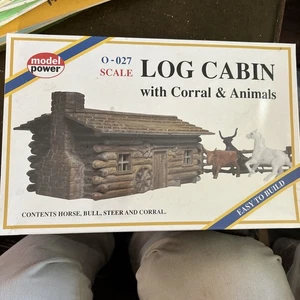 model
power
O-027
SCALE
LOG CABIN
with Corral & Animals
CONTENTS HORSE, BULL, STEER AND CORRAL.
EASY TO BUILD